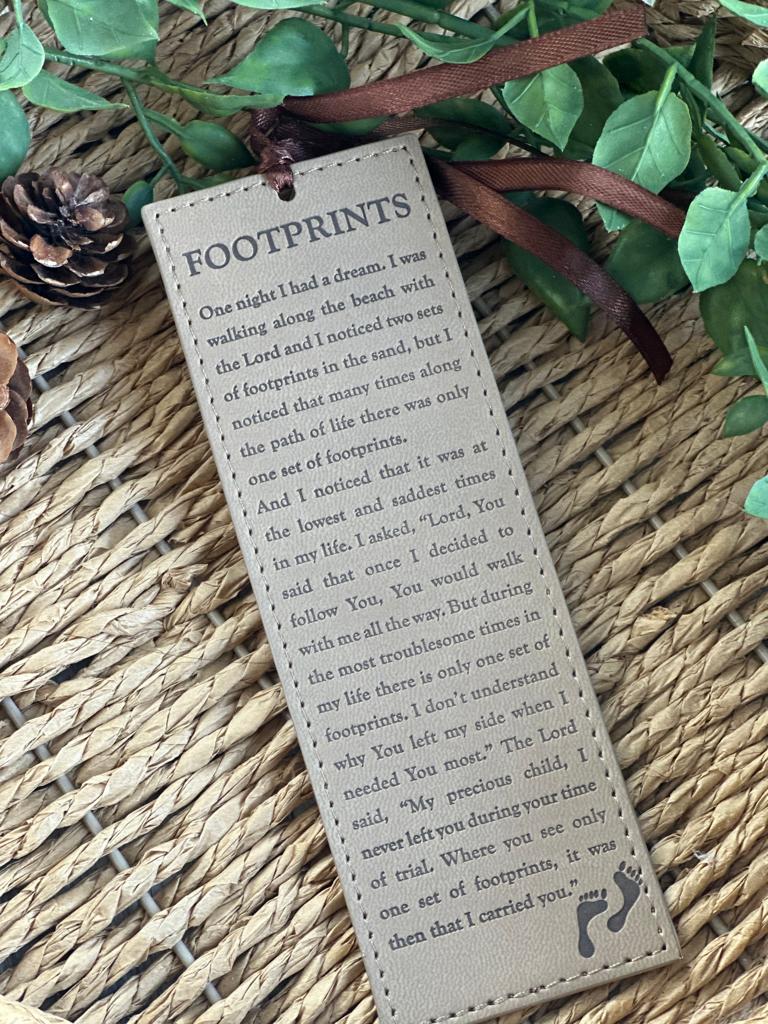 FOOTPRINTS
One night I had a dream. I was
walking along the beach with
the Lord and I noticed two sets
of footprints in the sand, but I
noticed that many times along
the path of life there was only
one set of footprints.
And I noticed that it was at
the lowest and saddest times
in my life. I asked, “Lord, You
said that once I decided to
follow You, You would walk
with me all the way. But during
the most troublesome times in
my life there is only one set of
footprints. I don’t understand
why You left my side when I
needed You most.” The Lord
said, “My precious child, I
never left you during your time
of trial. Where you see only
one set of footprints, it was
then that I carried you.”